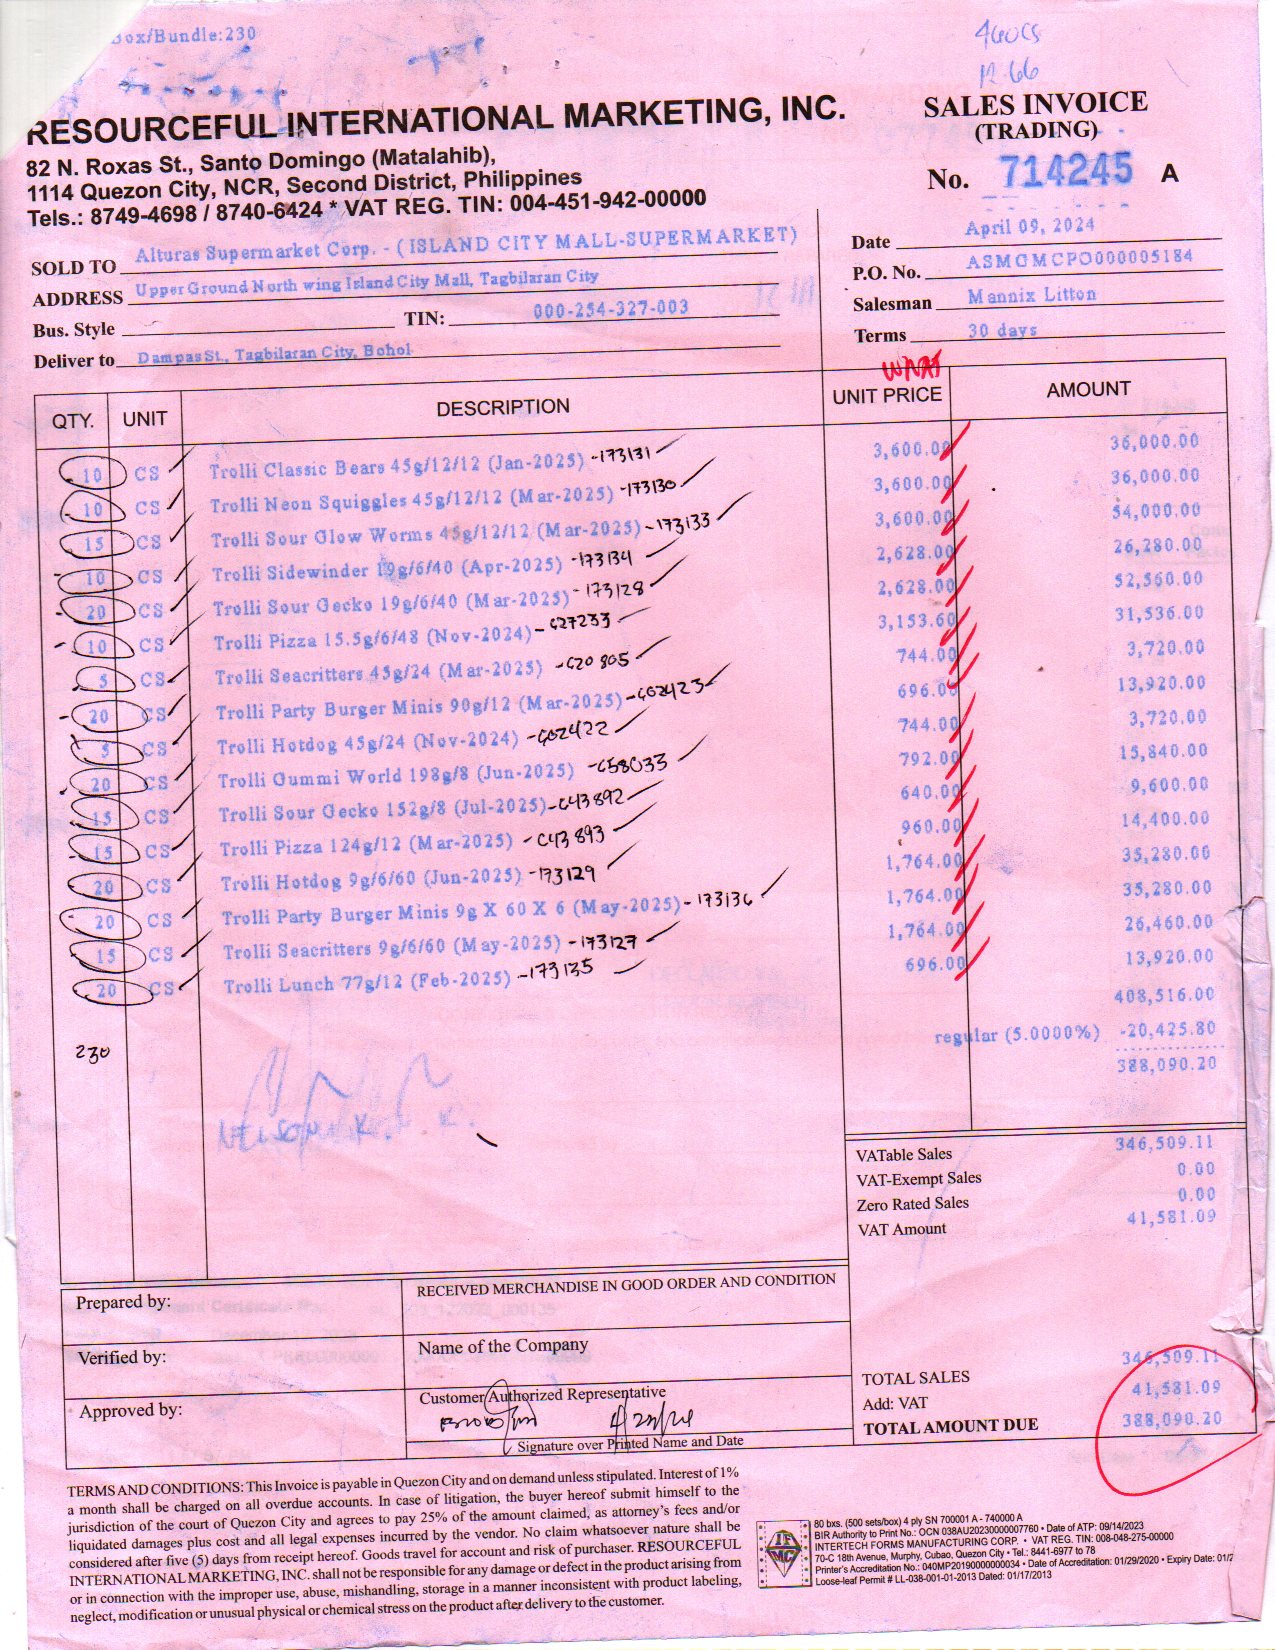 Box/Bundle:230
RESOURCEFUL INTERNATIONAL MARKETING, INC.
82 N. Roxas St., Santo Domingo (Matalahib),
1114 Quezon City, NCR, Second District, Philippines
Tels.: 8749-4698 / 8740-6424 * VAT REG. TIN: 004-451-942-00000
SALES INVOICE
(TRADING)
No. 714245 A
SOLD TO Alturas Supermarket Corp. - (ISLAND CITY MALL-SUPERMARKET)
ADDRESS Upper Ground North wing Island City Mall, Tagbilaran City
Bus. Style TIN: 000-254-327-003
Deliver to Dampas St., Tagbilaran City, Bohol
Date April 09, 2024
P.O. No. ASMGMCPO000005184
Salesman Mannix Litton
Terms 30 days
QTY. UNIT DESCRIPTION UNIT PRICE AMOUNT
10 CS Trolli Classic Bears 45g/12/12 (Jan-2025) -173131 3,600.00 36,000.00
10 CS Trolli Neon Squiggles 45g/12/12 (Mar-2025) -173130 3,600.00 36,000.00
15 CS Trolli Sour Glow Worms 45g/12/12 (Mar-2025) -173133 3,600.00 54,000.00
10 CS Trolli Sidewinder 19g/6/40 (Apr-2025) -173134 2,628.00 26,280.00
20 CS Trolli Sour Gecko 19g/6/40 (Mar-2025) -173128 2,628.00 52,560.00
10 CS Trolli Pizza 15.5g/6/48 (Nov-2024) -627233 3,153.60 31,536.00
5 CS Trolli Seacritters 45g/24 (Mar-2025) -620805 744.00 3,720.00
20 CS Trolli Party Burger Minis 90g/12 (Mar-2025) -602423 696.00 13,920.00
5 CS Trolli Hotdog 45g/24 (Nov-2024) -602422 744.00 3,720.00
20 CS Trolli Gummi World 198g/8 (Jun-2025) -658033 792.00 15,840.00
15 CS Trolli Sour Gecko 152g/8 (Jul-2025) -643892 640.00 9,600.00
15 CS Trolli Pizza 124g/12 (Mar-2025) -643893 960.00 14,400.00
20 CS Trolli Hotdog 9g/6/60 (Jun-2025) -173129 1,764.00 35,280.00
20 CS Trolli Party Burger Minis 9g X 60 X 6 (May-2025) -173136 1,764.00 35,280.00
15 CS Trolli Seacritters 9g/6/60 (May-2025) -173127 1,764.00 26,460.00
20 CS Trolli Lunch 77g/12 (Feb-2025) -173135 696.00 13,920.00
408,516.00
230 regular (5.0000%) -20,425.80
388,090.20
NELSON
VATable Sales 346,509.11
VAT-Exempt Sales 0.00
Zero Rated Sales 0.00
VAT Amount 41,581.09
Prepared by:
Verified by:
Approved by:
RECEIVED MERCHANDISE IN GOOD ORDER AND CONDITION
Name of the Company
Customer Authorized Representative
4/20/24
Signature over Printed Name and Date
TOTAL SALES 346,509.11
Add: VAT 41,581.09
TOTAL AMOUNT DUE 388,090.20
TERMS AND CONDITIONS: This Invoice is payable in Quezon City and on demand unless stipulated. Interest of 1%
a month shall be charged on all overdue accounts. In case of litigation, the buyer hereof submit himself to the
jurisdiction of the court of Quezon City and agrees to pay 25% of the amount claimed, as attorney's fees and/or
liquidated damages plus cost and all legal expenses incurred by the vendor. No claim whatsoever nature shall be
considered after five (5) days from receipt hereof. Goods travel for account and risk of purchaser. RESOURCEFUL
INTERNATIONAL MARKETING, INC. shall not be responsible for any damage or defect in the product arising from
or in connection with the improper use, abuse, mishandling, storage in a manner inconsistent with product labeling,
neglect, modification or unusual physical or chemical stress on the product after delivery to the customer.
IFMC
80 bxs. (500 sets/box) 4 ply SN 700001 A - 740000 A
BIR Authority to Print No.: OCN 038AU20230000007760 • Date of ATP: 09/14/2023
INTERTECH FORMS MANUFACTURING CORP. • VAT REG. TIN: 008-048-275-00000
70-C 18th Avenue, Murphy, Cubao, Quezon City • Tel.: 8441-6977 to 78
Printer's Accreditation No.: 040MP2019000000034 • Date of Accreditation: 01/29/2020 • Expiry Date: 01/2
Loose-leaf Permit # LL-038-001-01-2013 Dated: 01/17/2013